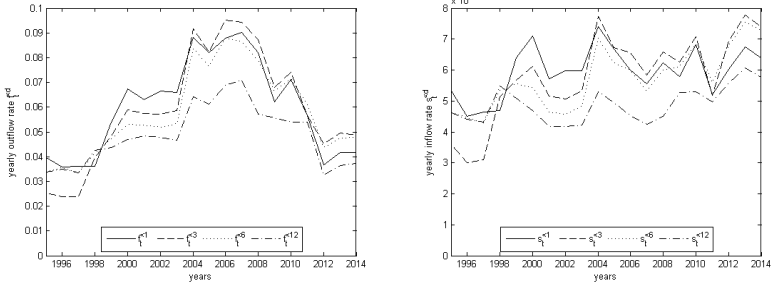 0.1
0.09
0.08
0.07
0.06
0.05
0.04
0.03
0.02
0.01
0
yearly outflow rate f_t^{<d}
1996 1998 2000 2002 2004 2006 2008 2010 2012 2014
years
f_t^{<1} f_t^{<3} f_t^{<6} f_t^{<12}
x 10
8
7
6
5
4
3
2
1
0
yearly inflow rate s_t^{<d}
1996 1998 2000 2002 2004 2006 2008 2010 2012 2014
years
s_t^{<1} s_t^{<3} s_t^{<6} s_t^{<12}